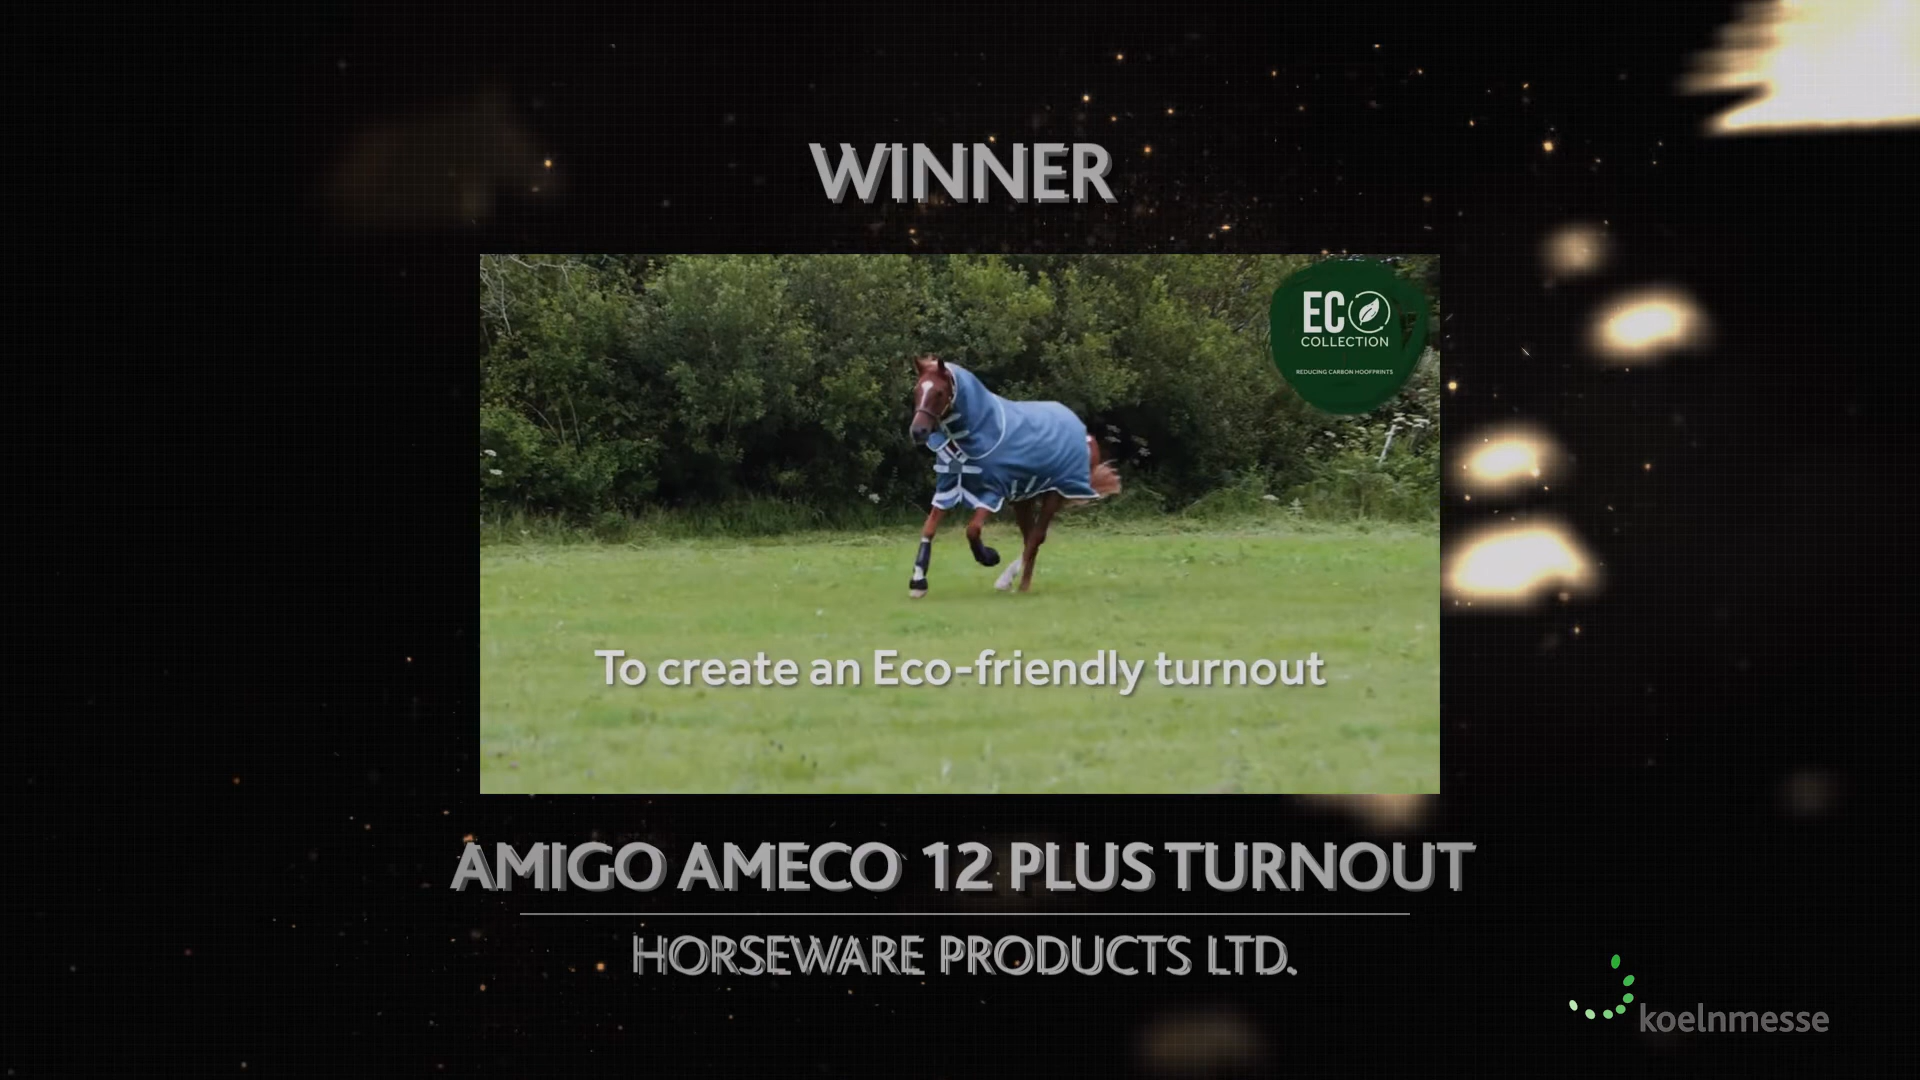 WINNER
ECO
COLLECTION
REDUCING CARBON HOOFPRINTS
To create an Eco-friendly turnout
AMIGO AMECO 12 PLUS TURNOUT
HORSEWARE PRODUCTS LTD.
koelnmesse